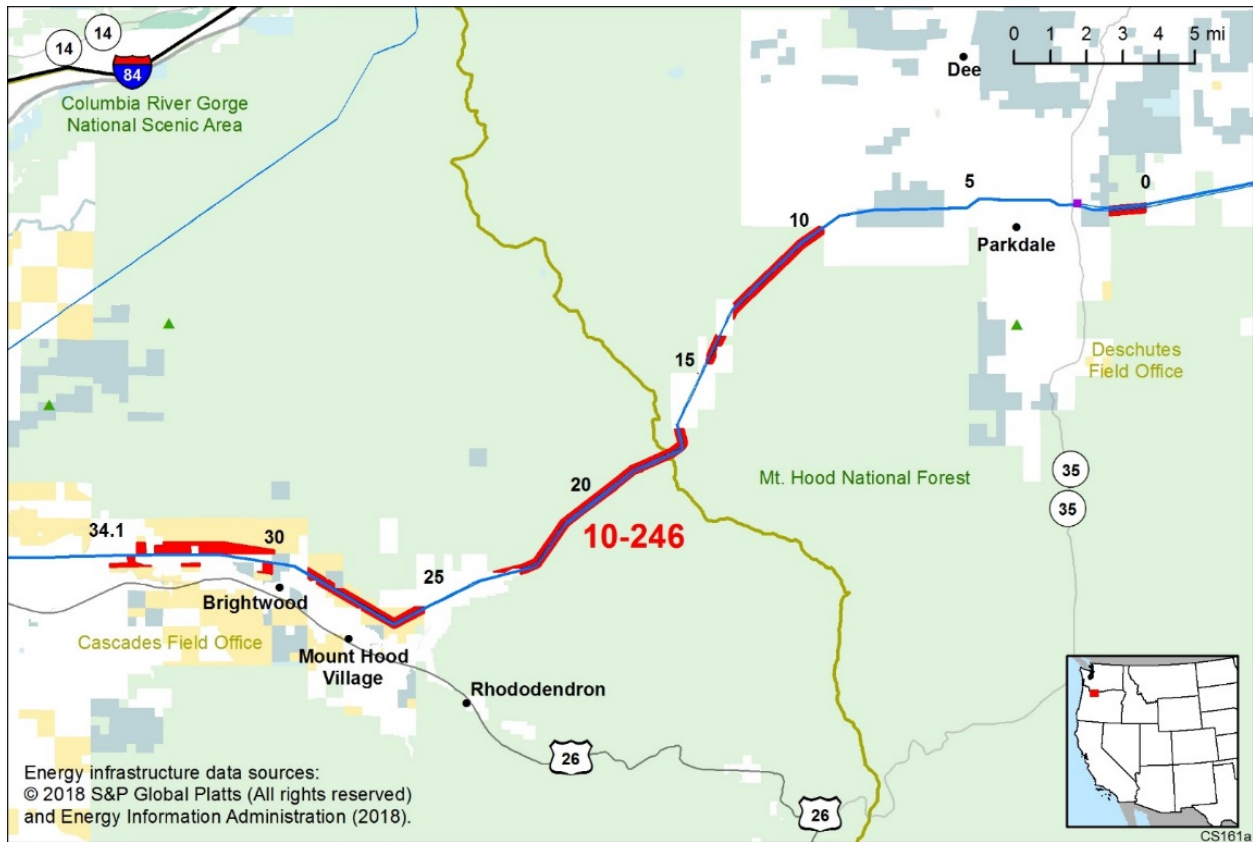 14
14
84
Columbia River Gorge
National Scenic Area
0 1 2 3 4 5 mi
Dee
5
0
10
Parkdale
15
Deschutes
Field Office
Mt. Hood National Forest
35
35
20
10-246
34.1
30
25
Brightwood
Cascades Field Office
Mount Hood
Village
Rhododendron
26
26
Energy infrastructure data sources:
© 2018 S&P Global Platts (All rights reserved)
and Energy Information Administration (2018).
CS161a